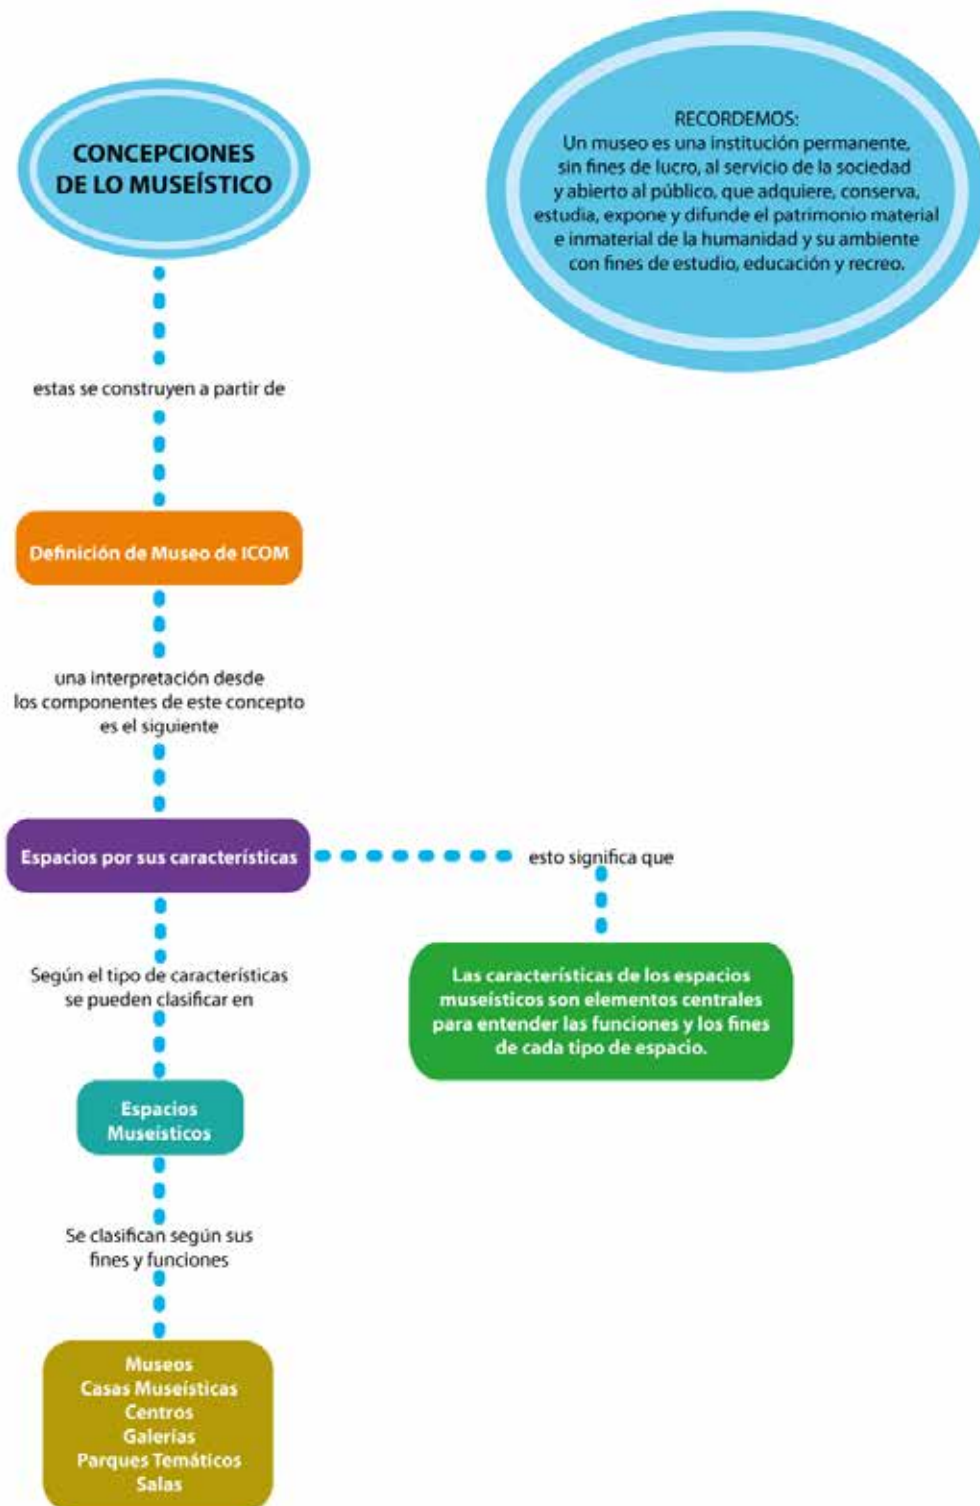 CONCEPCIONES
DE LO MUSEÍSTICO
RECORDEMOS:
Un museo es una institución permanente,
sin fines de lucro, al servicio de la sociedad
y abierto al público, que adquiere, conserva,
estudia, expone y difunde el patrimonio material
e inmaterial de la humanidad y su ambiente
con fines de estudio, educación y recreo.
estas se construyen a partir de
Definición de Museo de ICOM
una interpretación desde
los componentes de este concepto
es el siguiente
Espacios por sus características
esto significa que
Las características de los espacios
museísticos son elementos centrales
para entender las funciones y los fines
de cada tipo de espacio.
Según el tipo de características
se pueden clasificar en
Espacios
Museísticos
Se clasifican según sus
fines y funciones
Museos
Casas Museísticas
Centros
Galerías
Parques Temáticos
Salas